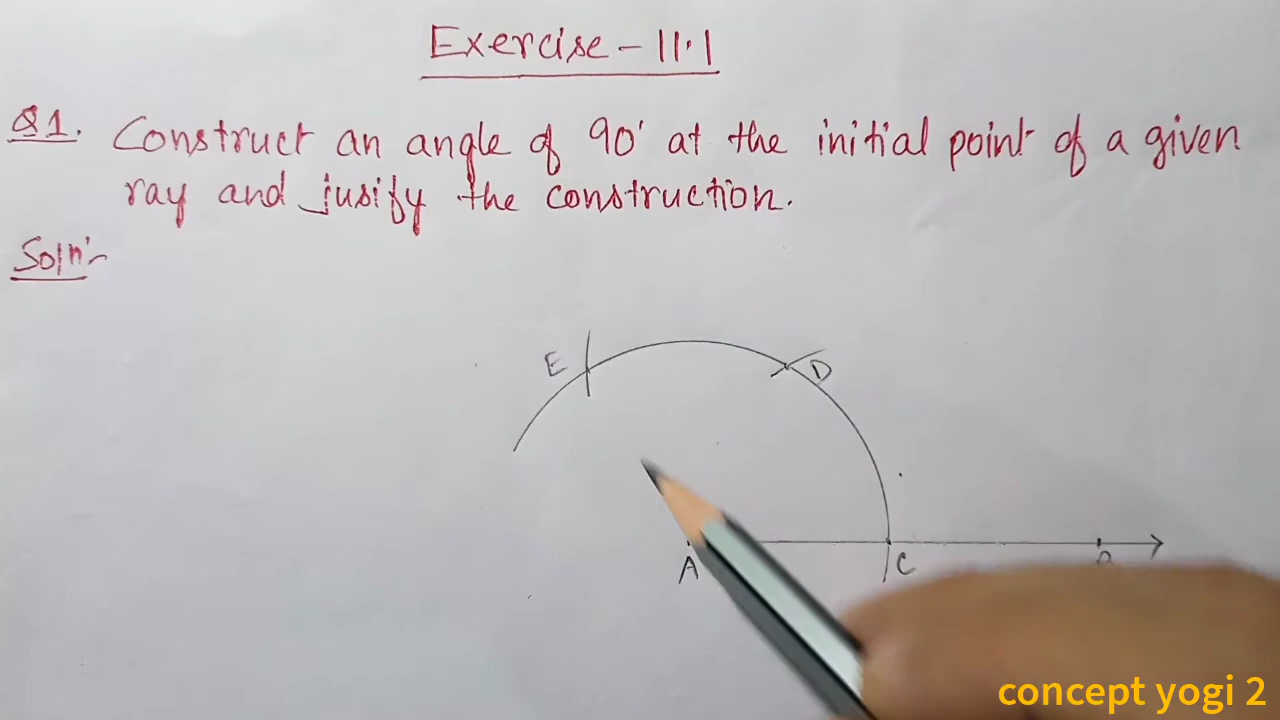 Exercise - 11.1
Q1. Construct an angle of 90° at the initial point of a given
ray and jusify the construction.
Soln:-
E
D
A
C
concept yogi 2